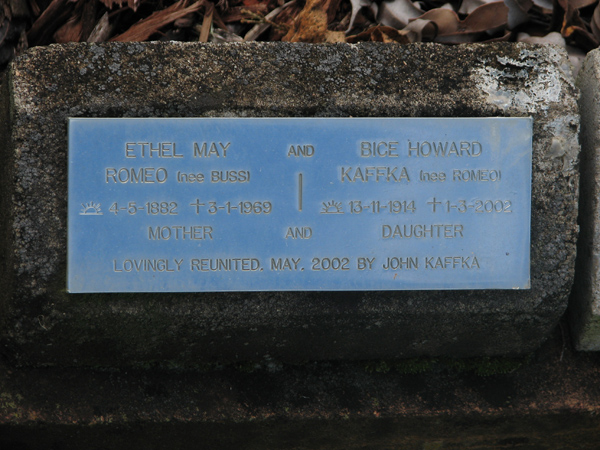 ETHEL MAY AND BICE HOWARD
ROMEO (nee BUSS) KAFFKA (nee ROMEO)
4-5-1882 ✝3-1-1969 13-11-1914 ✝1-3-2002
MOTHER AND DAUGHTER
LOVINGLY REUNITED, MAY, 2002 BY JOHN KAFFKA